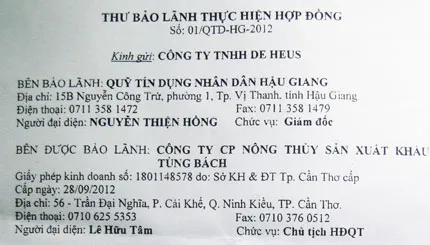 THƯ BẢO LÃNH THỰC HIỆN HỢP ĐỒNG
Số: 01/QTD-HG-2012
Kính gửi: CÔNG TY TNHH DE HEUS
BÊN BẢO LÃNH: QUỸ TÍN DỤNG NHÂN DÂN HẬU GIANG
Địa chỉ: 15B Nguyễn Công Trứ, phường 1, Tp. Vị Thanh, tỉnh Hậu Giang
Điện thoại: 0711 358 1472 Fax: 0711 358 1479
Người đại diện: NGUYỄN THIỆN HỒNG Chức vụ: Giám đốc
BÊN ĐƯỢC BẢO LÃNH: CÔNG TY CP NÔNG THỦY SẢN XUẤT KHẨU
TÙNG BÁCH
Giấy phép kinh doanh số: 1801148578 do: Sở KH & ĐT Tp. Cần Thơ cấp
Cấp ngày: 28/09/2012
Địa chỉ: 56 - Trần Đại Nghĩa, P. Cái Khế, Q. Ninh Kiều, TP. Cần Thơ.
Điện thoại: 0710 625 5353 Fax: 0710 376 0512
Người đại diện: Lê Hữu Tâm Chức vụ: Chủ tịch HĐQT